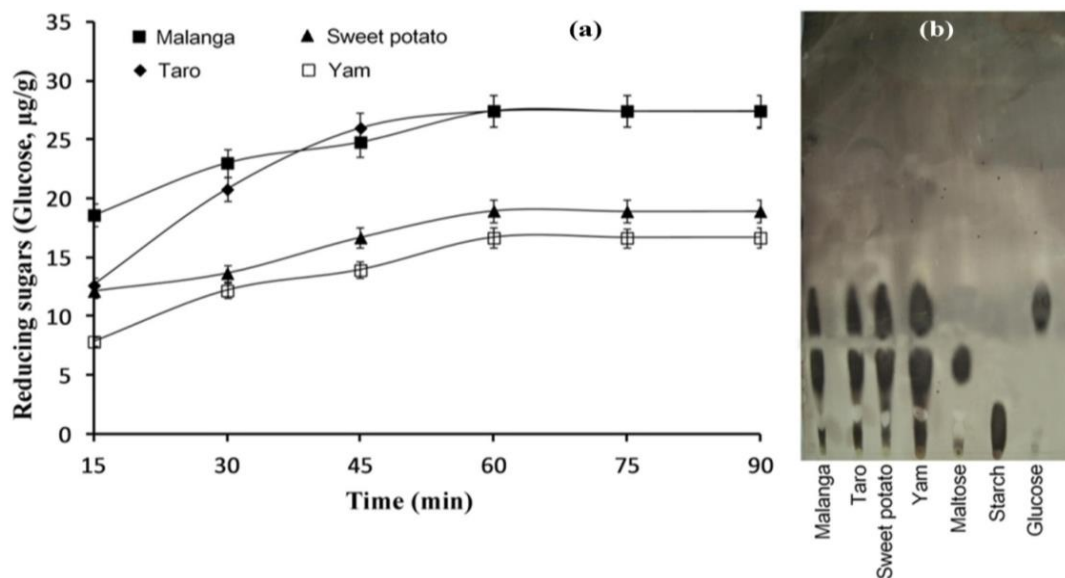 Reducing sugars (Glucose, µg/g)
35
30
25
20
15
10
5
0
Malanga
Sweet potato
Taro
Yam
(a)
15
30
45
60
75
90
Time (min)
(b)
Malanga
Taro
Sweet potato
Yam
Maltose
Starch
Glucose